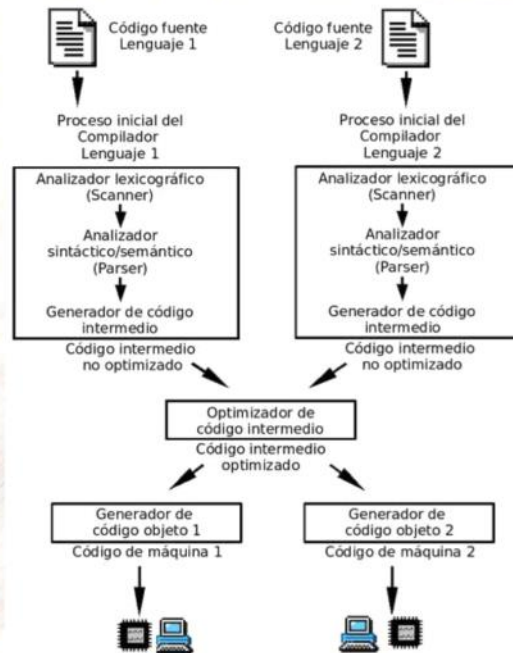 Código fuente
Lenguaje 1
Código fuente
Lenguaje 2
Proceso inicial del
Compilador
Lenguaje 1
Proceso inicial del
Compilador
Lenguaje 2
Analizador lexicográfico
(Scanner)
Analizador
sintáctico/semántico
(Parser)
Generador de código
intermedio
Analizador lexicográfico
(Scanner)
Analizador
sintáctico/semántico
(Parser)
Generador de código
intermedio
Código intermedio
no optimizado
Código intermedio
no optimizado
Optimizador de
código intermedio
Código intermedio
optimizado
Generador de
código objeto 1
Generador de
código objeto 2
Código de máquina 1
Código de máquina 2